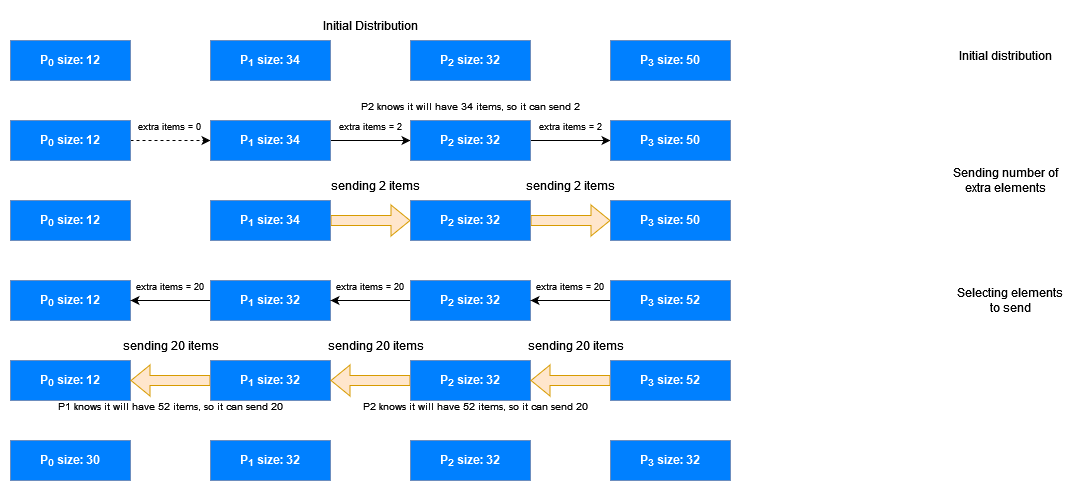 Initial Distribution
P₀ size: 12
P₁ size: 34
P₂ size: 32
P₃ size: 50
Initial distribution
P2 knows it will have 34 items, so it can send 2
P₀ size: 12
extra items = 0
P₁ size: 34
extra items = 2
P₂ size: 32
extra items = 2
P₃ size: 50
Sending number of
extra elements
sending 2 items
sending 2 items
P₀ size: 12
P₁ size: 34
P₂ size: 32
P₃ size: 50
P₀ size: 12
extra items = 20
P₁ size: 32
extra items = 20
P₂ size: 32
extra items = 20
P₃ size: 52
Selecting elements
to send
sending 20 items
sending 20 items
sending 20 items
P₀ size: 12
P₁ size: 32
P₂ size: 32
P₃ size: 52
P1 knows it will have 52 items, so it can send 20
P2 knows it will have 52 items, so it can send 20
P₀ size: 30
P₁ size: 32
P₂ size: 32
P₃ size: 32